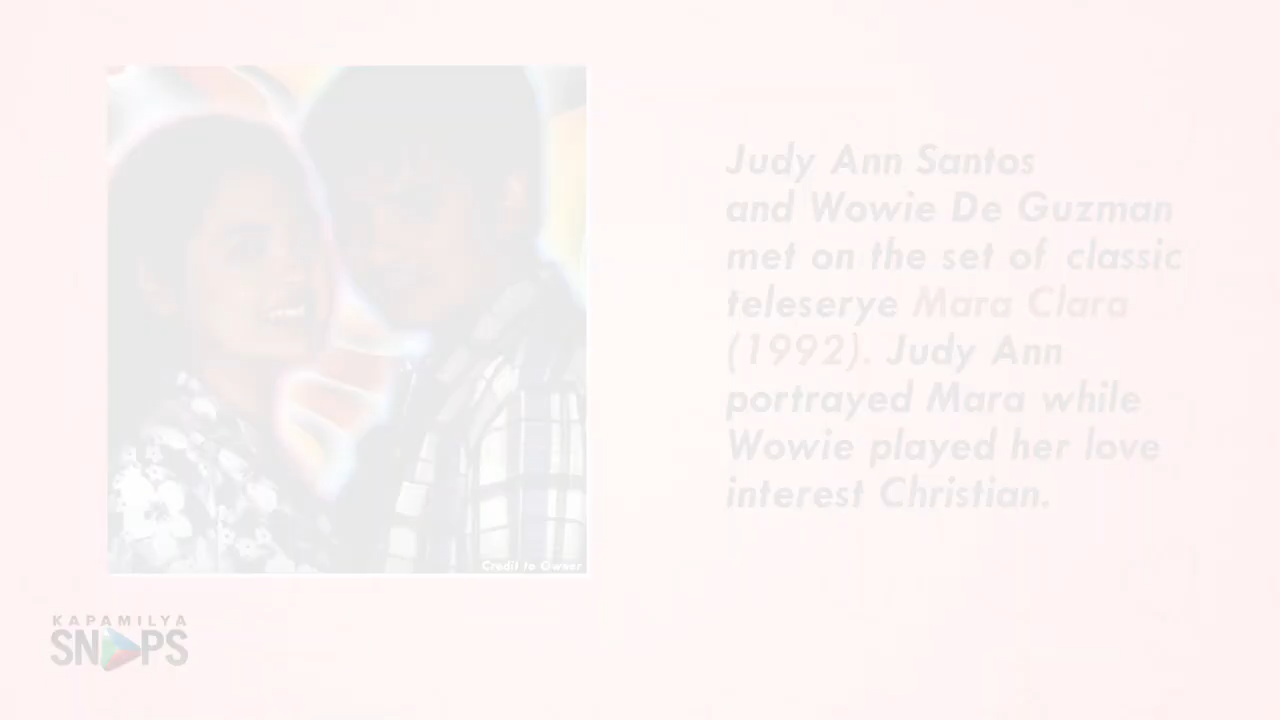 Judy Ann Santos
and Wowie De Guzman
met on the set of classic
teleserye Mara Clara
(1992). Judy Ann
portrayed Mara while
Wowie played her love
interest Christian.
Credit to Owner
KAPAMILYA
SNAPS